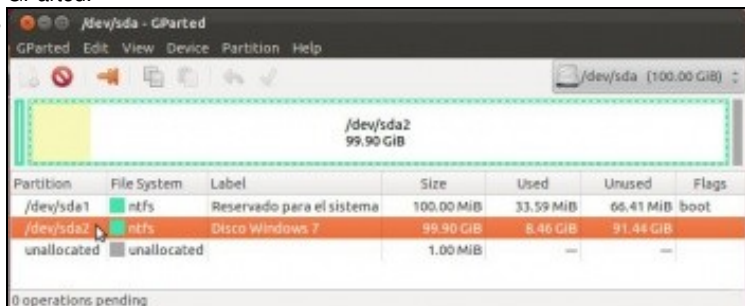 /dev/sda - GParted
GParted Edit View Device Partition Help
/dev/sda (100.00 GiB)
/dev/sda2
99.90 GiB
Partition File System Label Size Used Unused Flags
/dev/sda1 ntfs Reservado para el sistema 100.00 MiB 33.59 MiB 66.41 MiB boot
/dev/sda2 ntfs Disco Windows 7 99.90 GiB 8.46 GiB 91.44 GiB
unallocated unallocated 1.00 MiB — —
0 operations pending